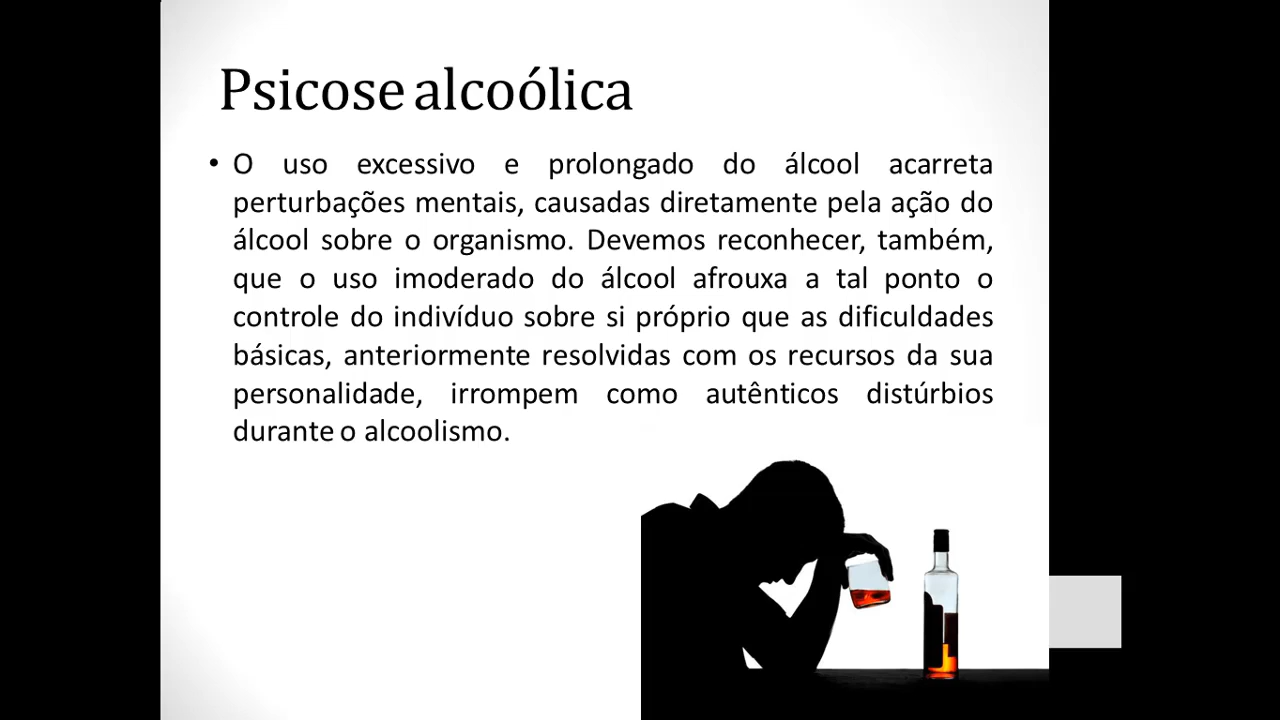 Psicose alcoólica
• O uso excessivo e prolongado do álcool acarreta
perturbações mentais, causadas diretamente pela ação do
álcool sobre o organismo. Devemos reconhecer, também,
que o uso imoderado do álcool afrouxa a tal ponto o
controle do indivíduo sobre si próprio que as dificuldades
básicas, anteriormente resolvidas com os recursos da sua
personalidade, irrompem como autênticos distúrbios
durante o alcoolismo.